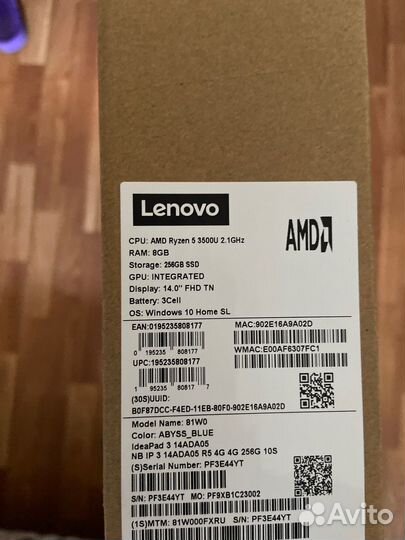 Lenovo
AMD
CPU: AMD Ryzen 5 3500U 2.1GHz
RAM: 8GB
Storage: 256GB SSD
GPU: INTEGRATED
Display: 14.0" FHD TN
Battery: 3Cell
OS: Windows 10 Home SL
EAN:0195235808177 MAC:902E16A9A02D
0 195235 808177
WMAC:E00AF6307FC1
UPC:195235808177
1 95235 80817 7
(30S)UUID:
B0F87DCC-F4ED-11EB-80F0-902E16A9A02D
Model Name: 81W0
Color: ABYSS_BLUE
IdeaPad 3 14ADA05
NB IP 3 14ADA05 R5 4G 4G 256G 10S
(S)Serial Number: PF3E44YT
S/N: PF3E44YT MO: PF9XB1C23002
(1S)MTM: 81W000FXRU S/N: PF3E44YT
Avito